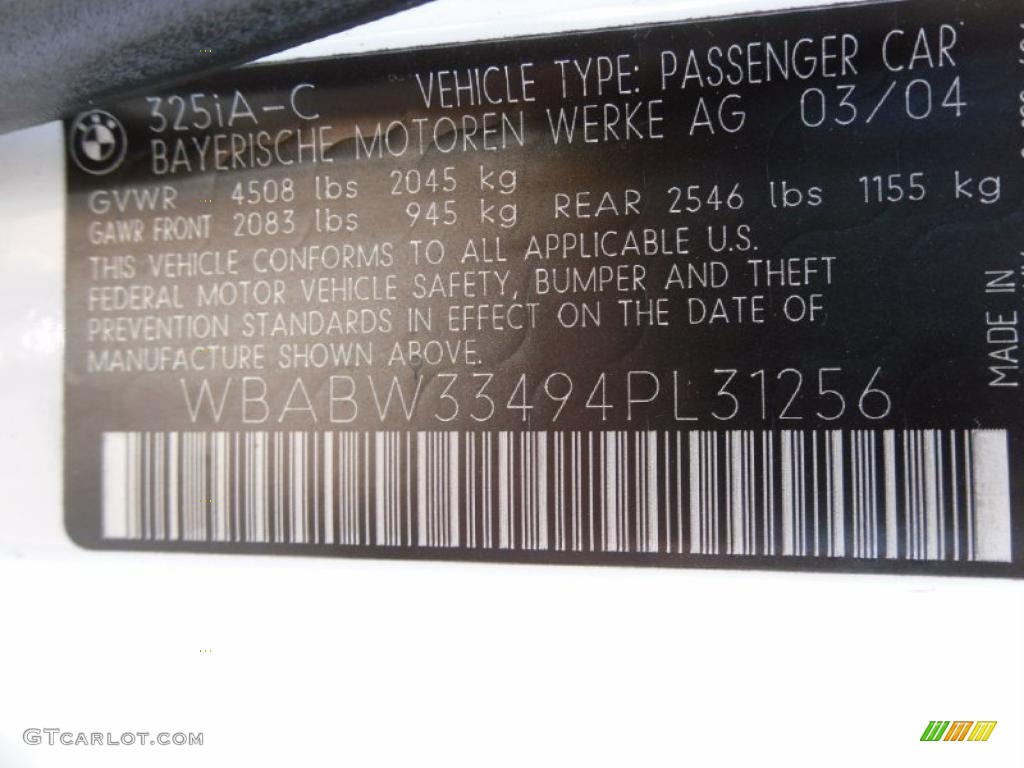 325iA-C VEHICLE TYPE: PASSENGER CAR
BAYERISCHE MOTOREN WERKE AG 03/04
GVWR 4508 lbs 2045 kg
GAWR FRONT 2083 lbs 945 kg REAR 2546 lbs 1155 kg
THIS VEHICLE CONFORMS TO ALL APPLICABLE U.S.
FEDERAL MOTOR VEHICLE SAFETY, BUMPER AND THEFT
PREVENTION STANDARDS IN EFFECT ON THE DATE OF
MANUFACTURE SHOWN ABOVE.
WBABW33494PL31256
MADE IN
GTCARLOT.COM